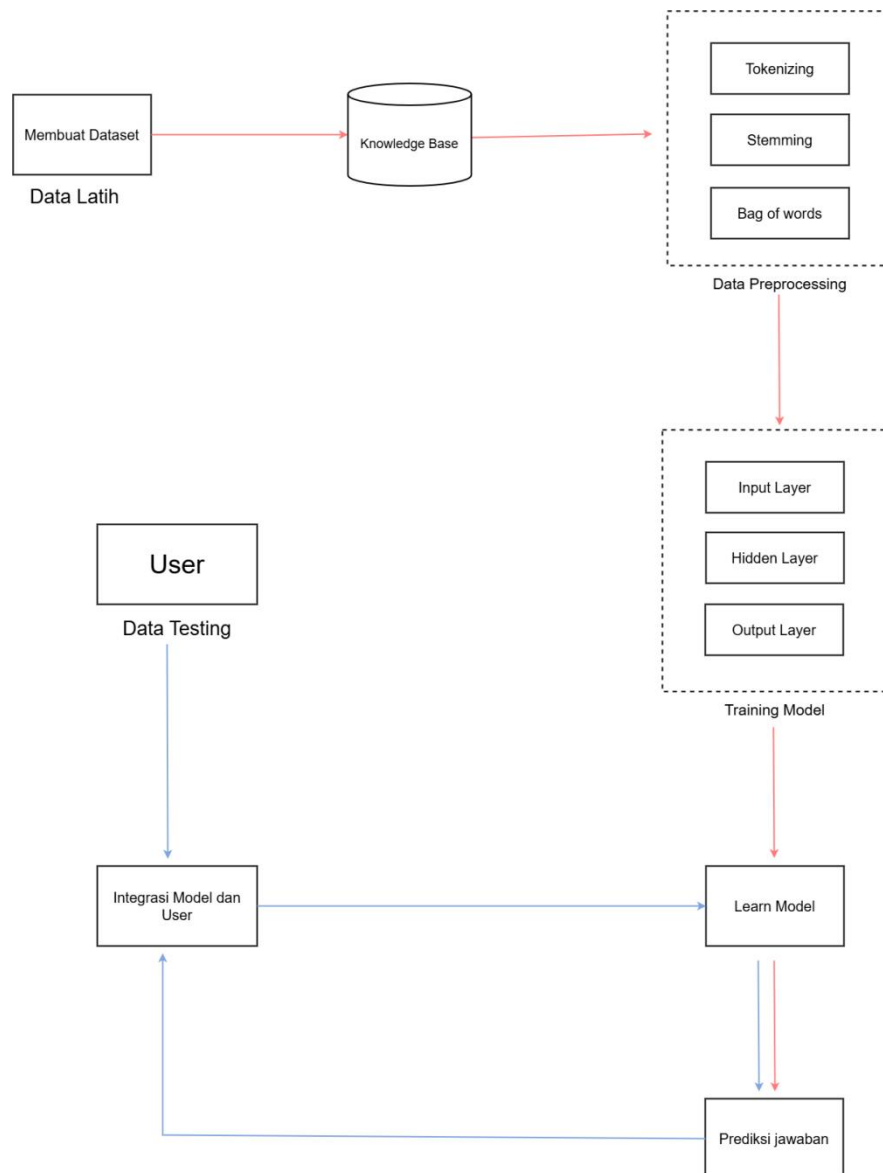 Tokenizing
Membuat Dataset
Knowledge Base
Stemming
Data Latih
Bag of words
Data Preprocessing
Input Layer
User
Hidden Layer
Data Testing
Output Layer
Training Model
Integrasi Model dan
User
Learn Model
Prediksi jawaban